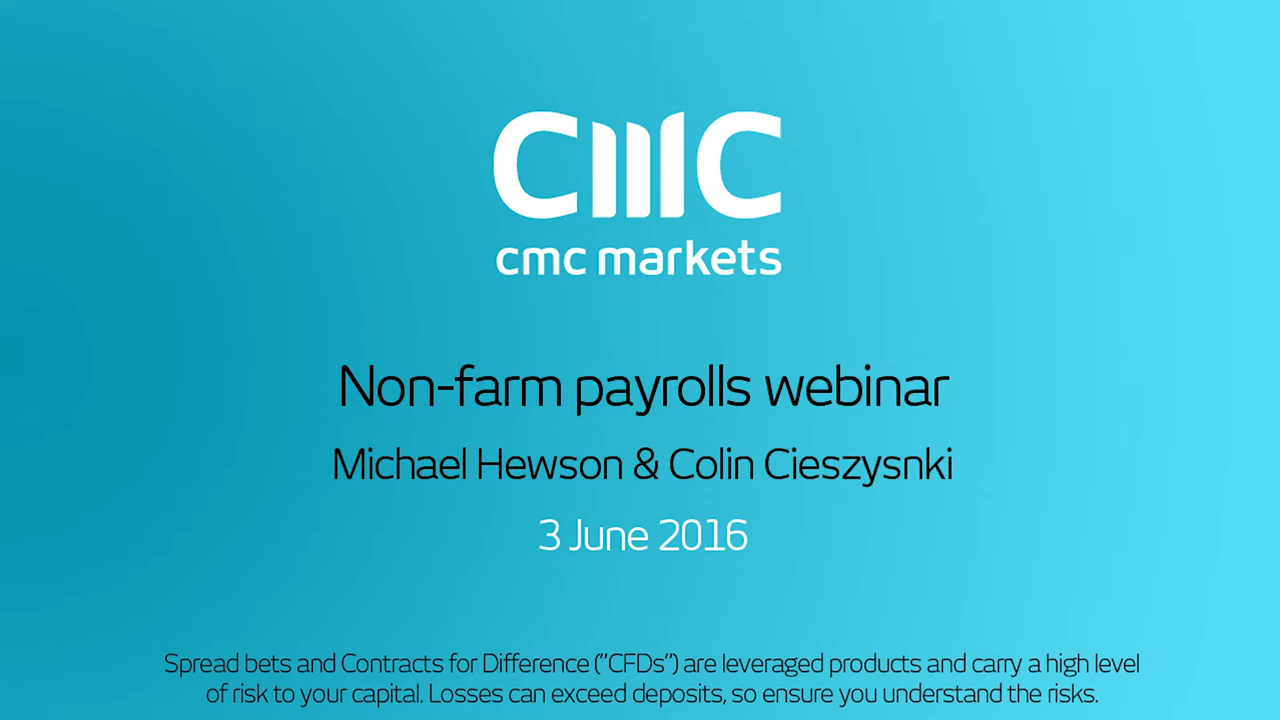 CMC
cmc markets
Non-farm payrolls webinar
Michael Hewson & Colin Cieszysnki
3 June 2016
Spread bets and Contracts for Difference ("CFDs") are leveraged products and carry a high level
of risk to your capital. Losses can exceed deposits, so ensure you understand the risks.